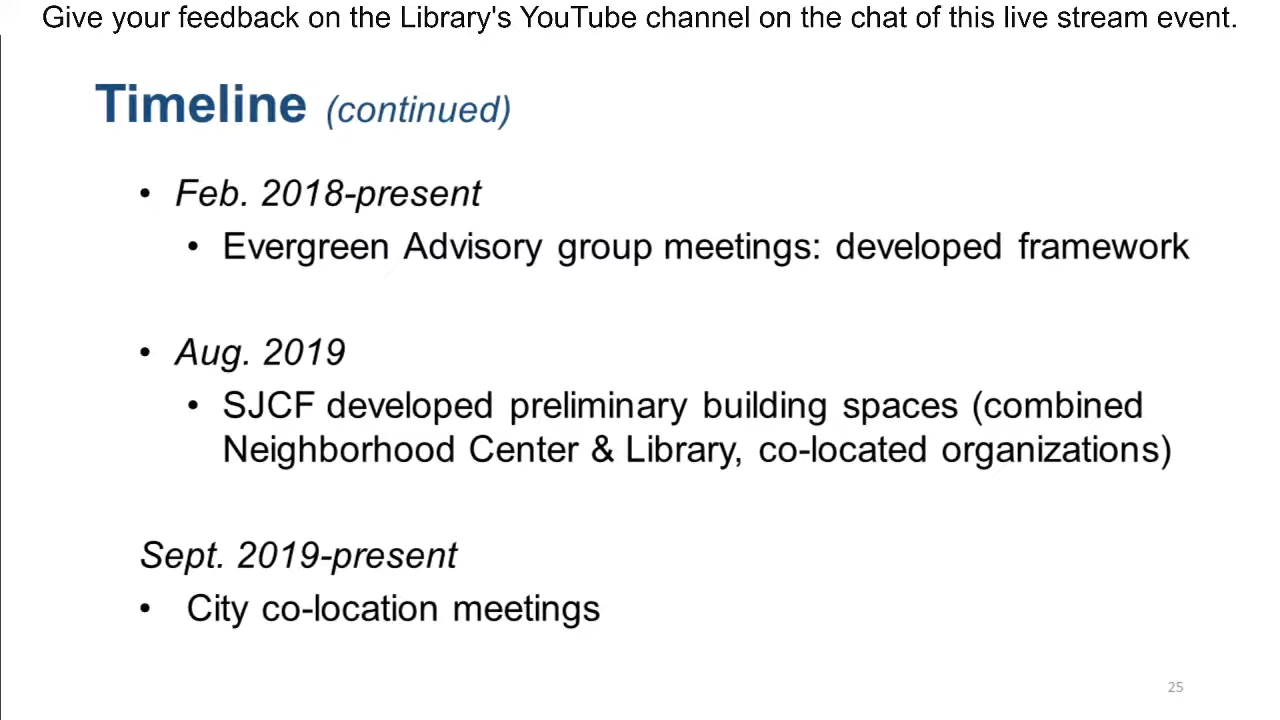 Give your feedback on the Library's YouTube channel on the chat of this live stream event.
Timeline (continued)
• Feb. 2018-present
• Evergreen Advisory group meetings: developed framework
• Aug. 2019
• SJCF developed preliminary building spaces (combined
Neighborhood Center & Library, co-located organizations)
Sept. 2019-present
• City co-location meetings
25